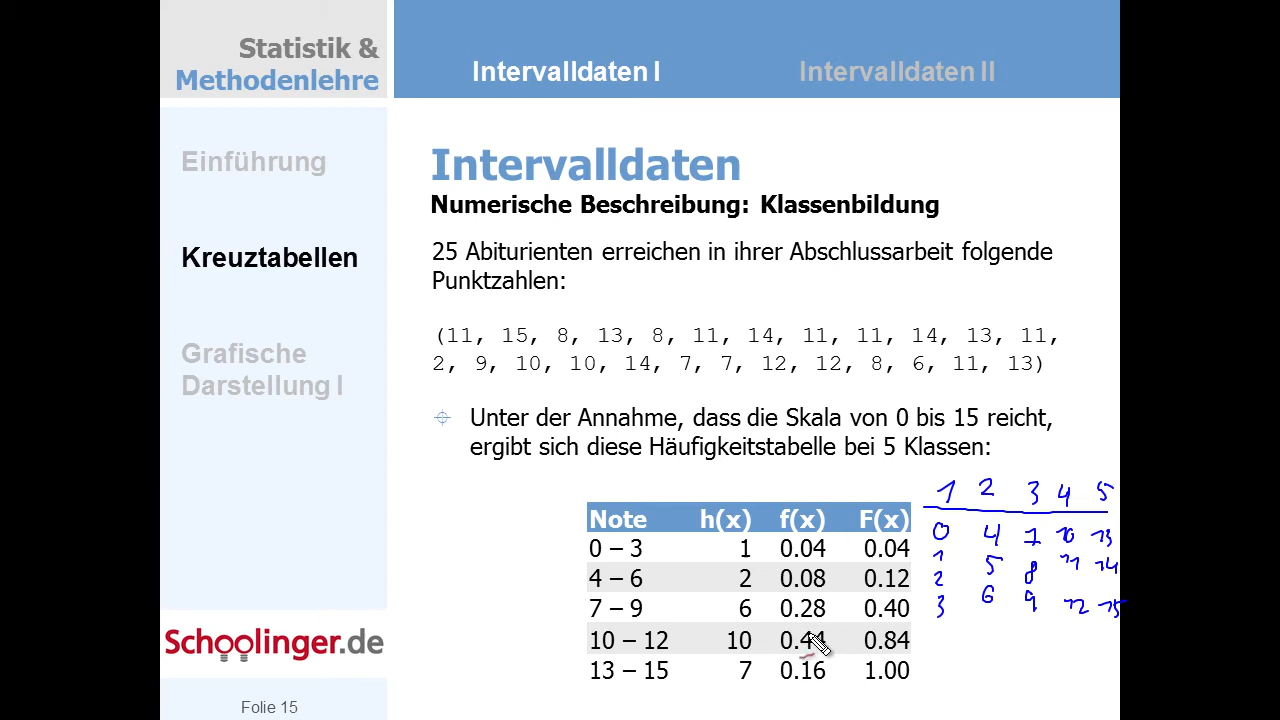 Statistik &
Methodenlehre
Intervalldaten I
Intervalldaten II
Einführung
Kreuztabellen
Grafische
Darstellung I
Intervalldaten
Numerische Beschreibung: Klassenbildung
25 Abiturienten erreichen in ihrer Abschlussarbeit folgende
Punktzahlen:
(11, 15, 8, 13, 8, 11, 14, 11, 11, 14, 13, 11,
2, 9, 10, 10, 14, 7, 7, 12, 12, 8, 6, 11, 13)
Unter der Annahme, dass die Skala von 0 bis 15 reicht,
ergibt sich diese Häufigkeitstabelle bei 5 Klassen:
Note h(x) f(x) F(x)
0 – 3 1 0.04 0.04
4 – 6 2 0.08 0.12
7 – 9 6 0.28 0.40
10 – 12 10 0.44 0.84
13 – 15 7 0.16 1.00
1 2 3 4 5
0 4 7 10 13
1 5 8 11 14
2 6 9 12 15
3
Schoolinger.de
Folie 15